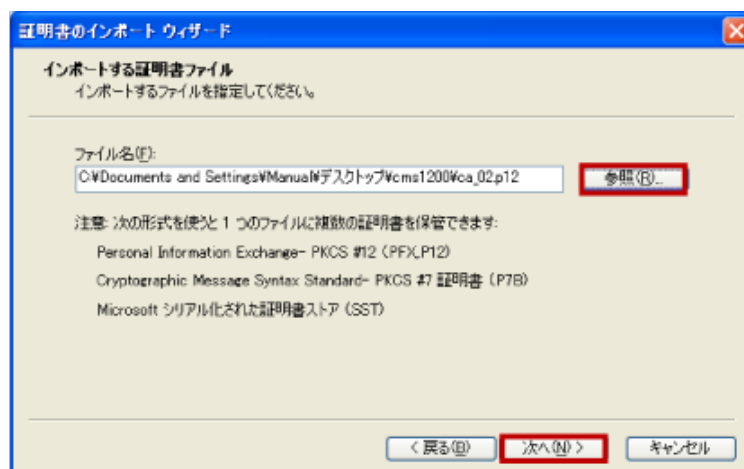 証明書のインポート ウィザード
インポートする証明書ファイル
インポートするファイルを指定してください。
ファイル名(F):
C:¥Documents and Settings¥Manual¥デスクトップ¥cms1200¥ca_02.p12
参照(R)...
注意: 次の形式を使うと 1 つのファイルに複数の証明書を保管できます:
Personal Information Exchange- PKCS #12 (PFX,P12)
Cryptographic Message Syntax Standard- PKCS #7 証明書 (P7B)
Microsoft シリアル化された証明書ストア (SST)
< 戻る(B)
次へ(N) >
キャンセル